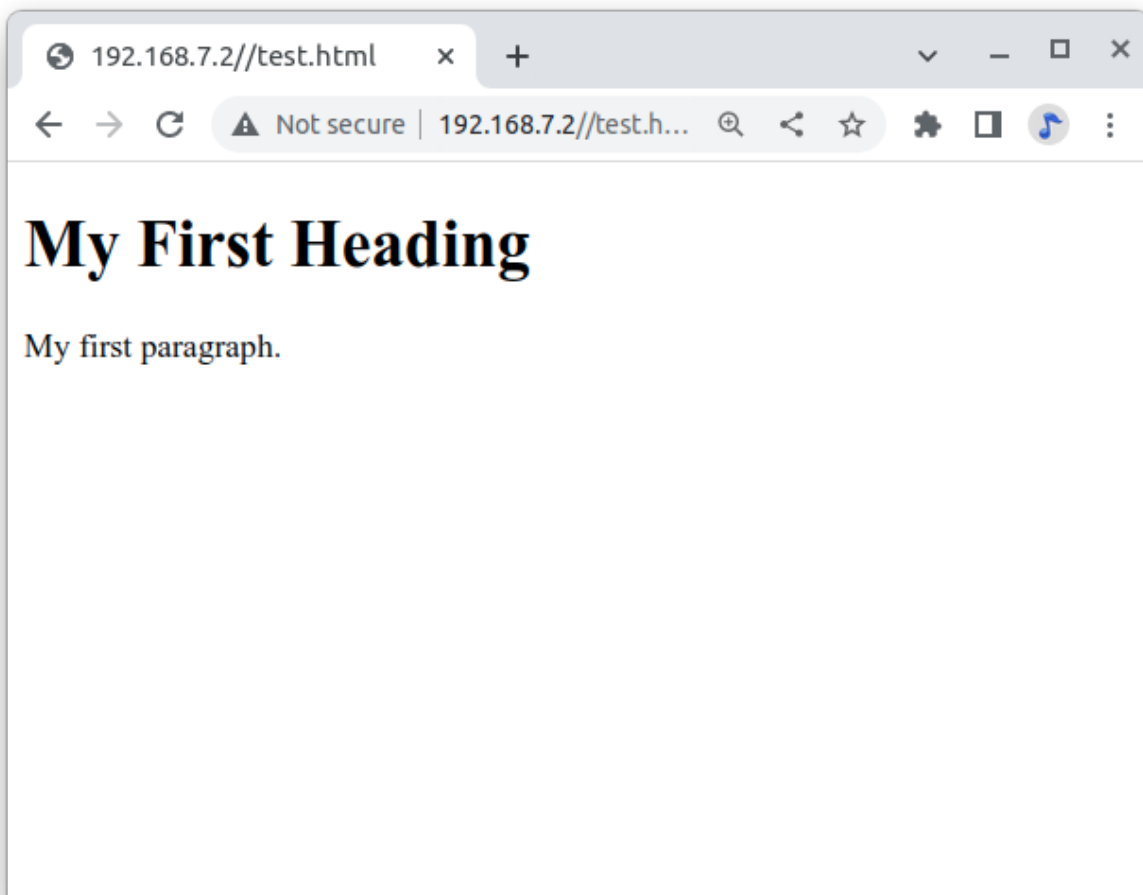 192.168.7.2//test.html
Not secure 192.168.7.2//test.h...
My First Heading
My first paragraph.